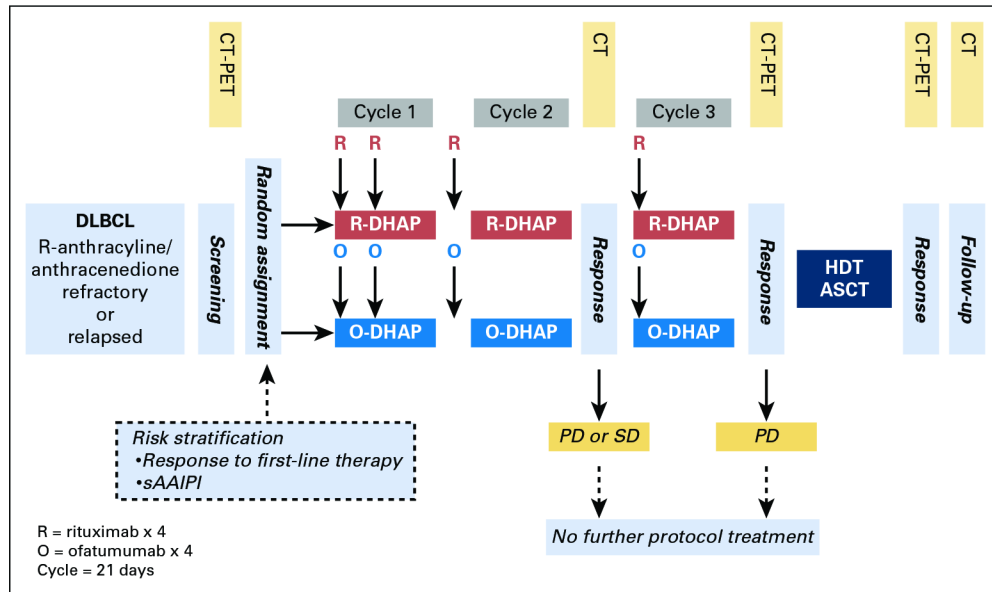 CT-PET
CT
CT-PET
CT-PET
CT
Cycle 1
Cycle 2
Cycle 3
R
R
R
R
DLBCL
R-anthracyline/
anthracenedione
refractory
or
relapsed
Screening
Random assignment
R-DHAP
R-DHAP
R-DHAP
O
O
O
O
O-DHAP
O-DHAP
O-DHAP
Response
Response
HDT
ASCT
Response
Follow-up
Risk stratification
•Response to first-line therapy
•sAAIPI
PD or SD
PD
No further protocol treatment
R = rituximab x 4
O = ofatumumab x 4
Cycle = 21 days